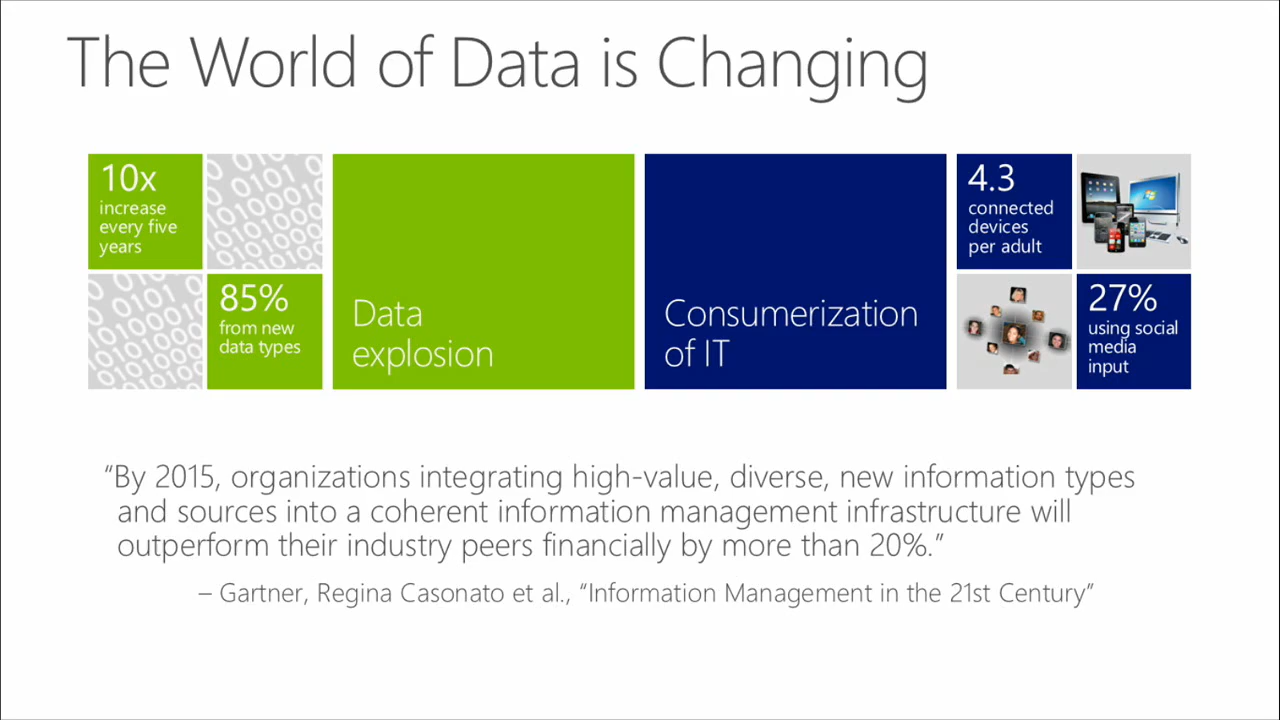 The World of Data is Changing
10x
increase
every five
years
85%
from new
data types
Data
explosion
Consumerization
of IT
4.3
connected
devices
per adult
27%
using social
media
input
“By 2015, organizations integrating high-value, diverse, new information types
and sources into a coherent information management infrastructure will
outperform their industry peers financially by more than 20%.”
– Gartner, Regina Casonato et al., “Information Management in the 21st Century”